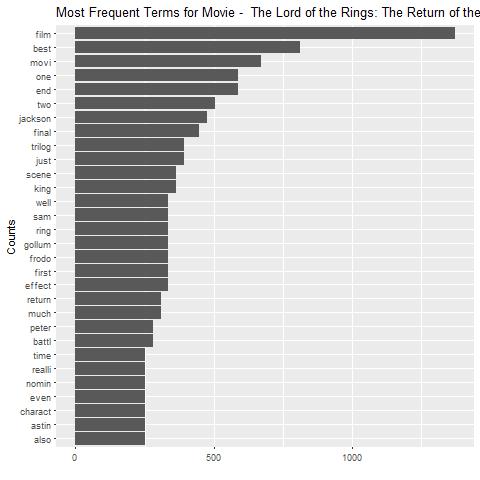 Most Frequent Terms for Movie -  The Lord of the Rings: The Return of the
film
best
movi
one
end
two
jackson
final
trilog
just
scene
king
well
sam
ring
gollum
frodo
first
effect
return
much
peter
battl
time
realli
nomin
even
charact
astin
also
Counts
0
500
1000